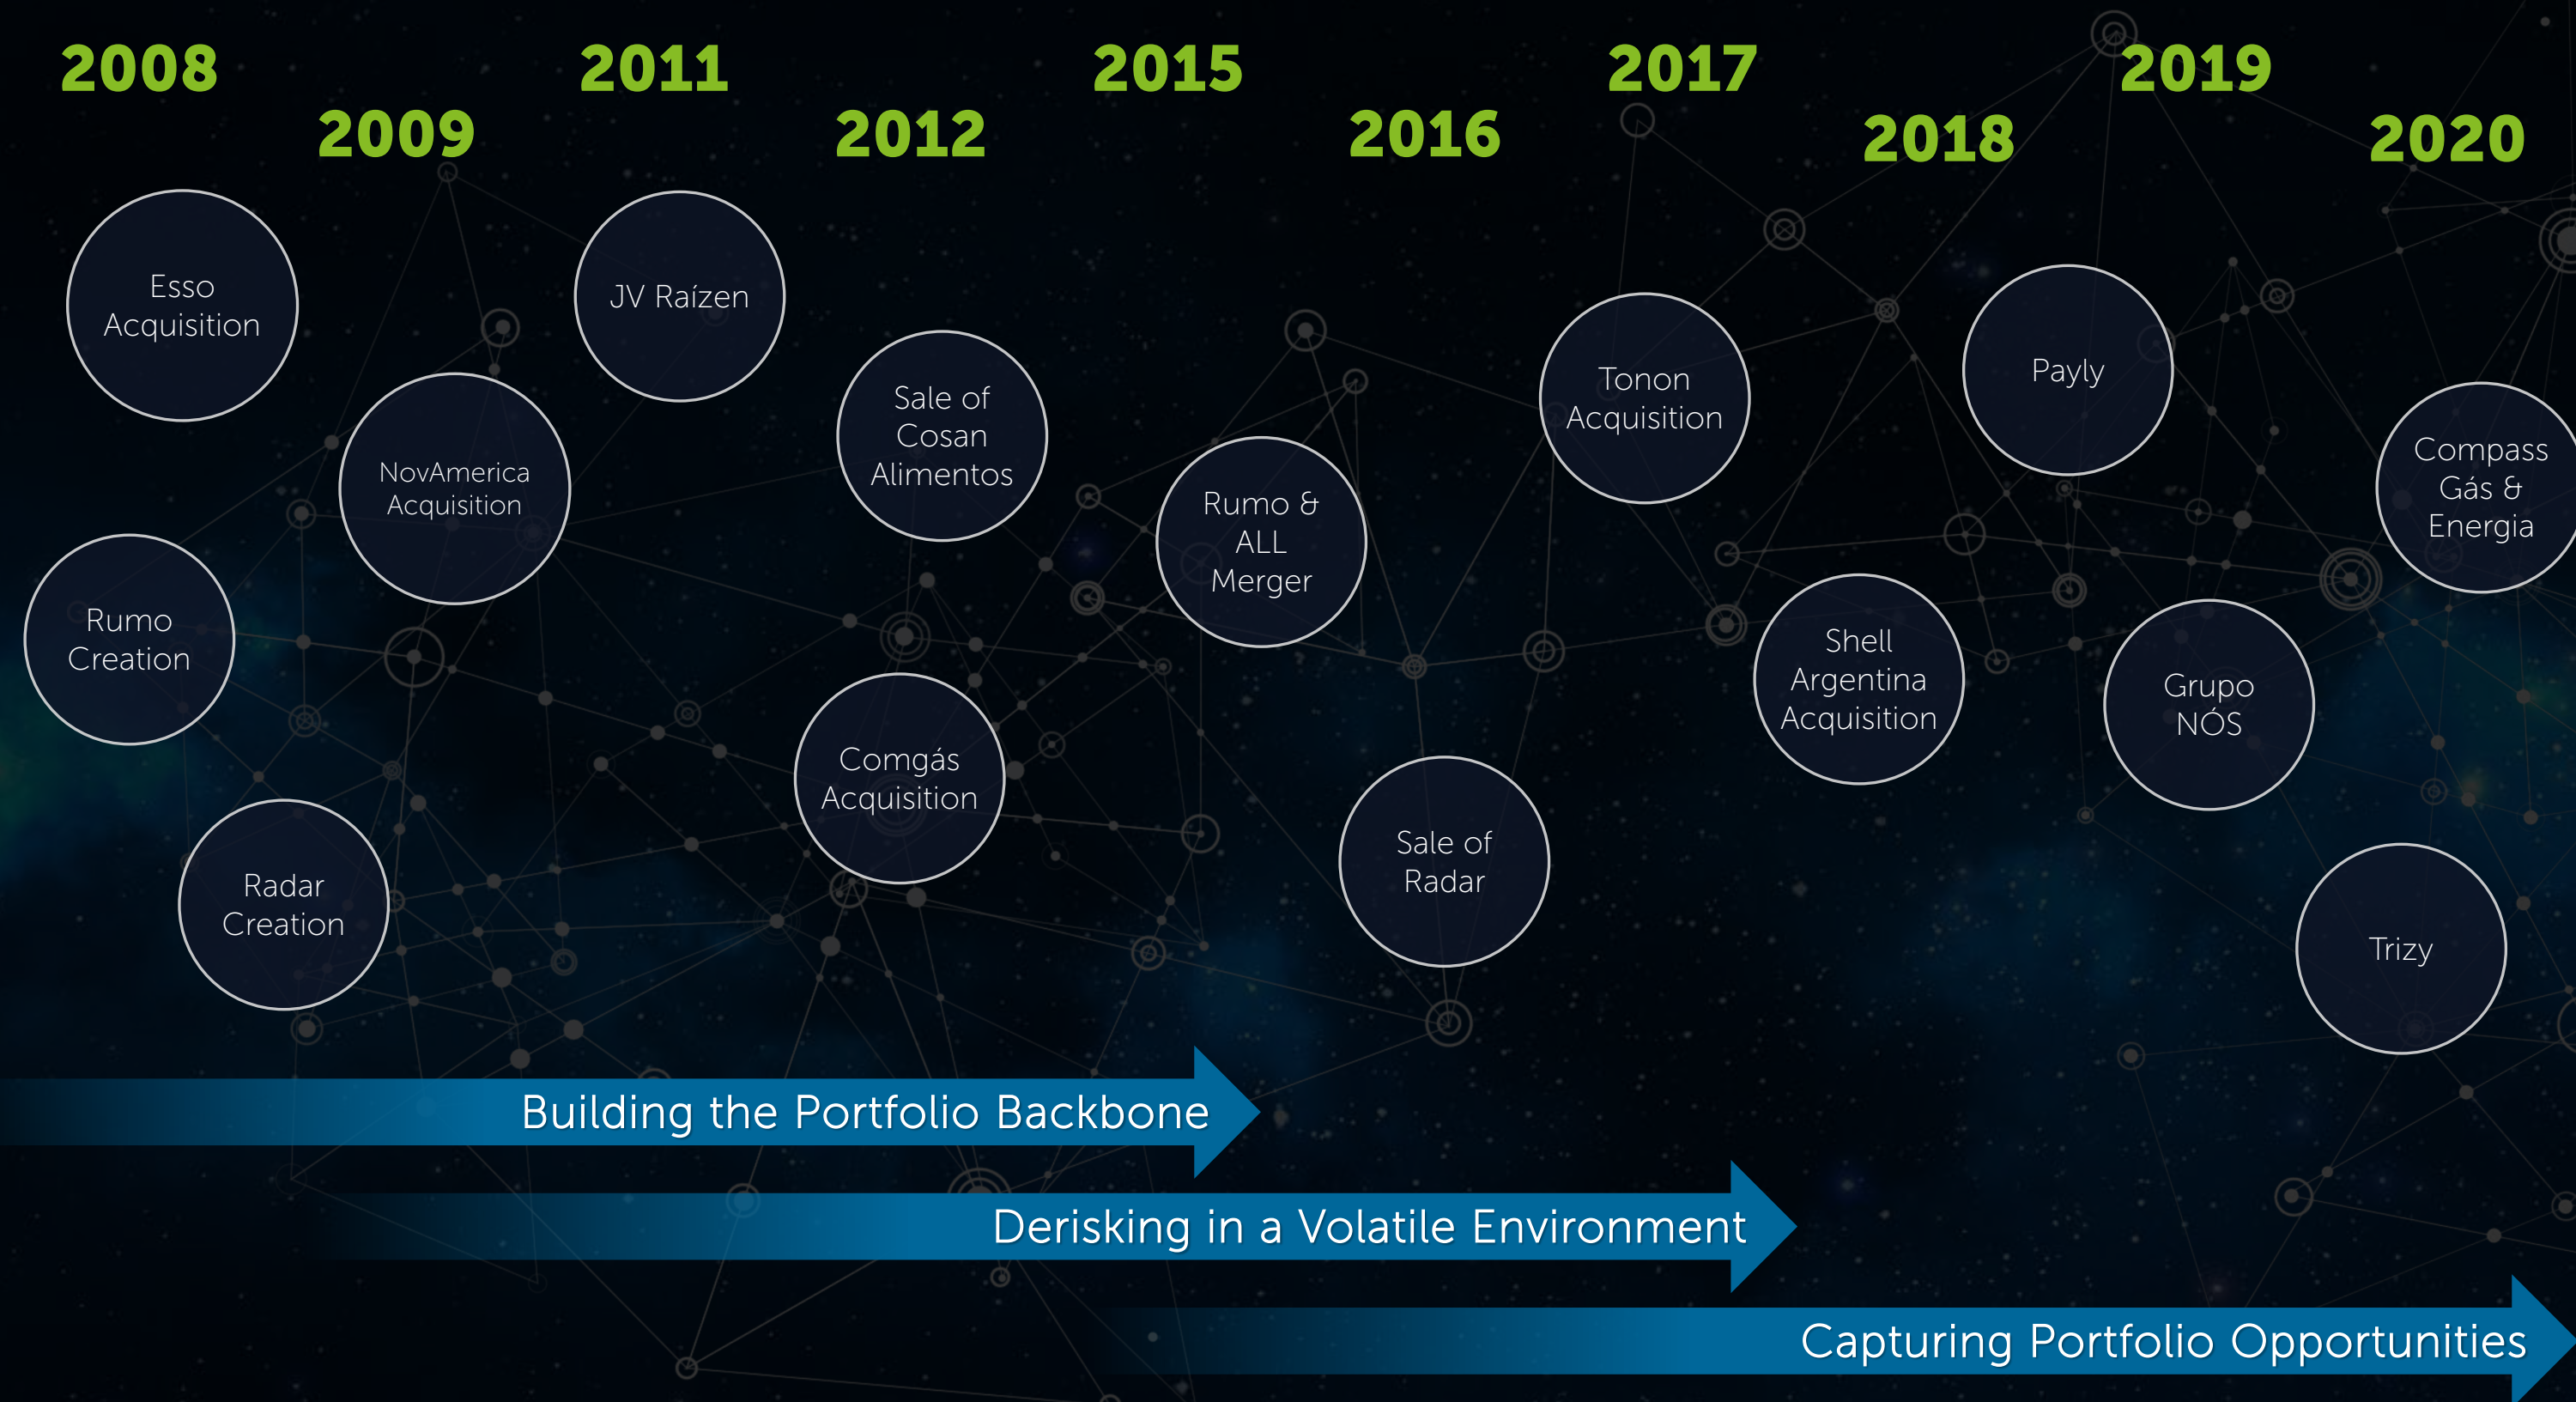 2008
2011
2015
2017
2019
2009
2012
2016
2018
2020
Esso
Acquisition
Rumo
Creation
Radar
Creation
NovAmerica
Acquisition
JV Raízen
Sale of
Cosan
Alimentos
Comgás
Acquisition
Rumo &
ALL
Merger
Sale of
Radar
Tonon
Acquisition
Shell
Argentina
Acquisition
Payly
Grupo
NÓS
Compass
Gás &
Energia
Trizy
Building the Portfolio Backbone
Derisking in a Volatile Environment
Capturing Portfolio Opportunities